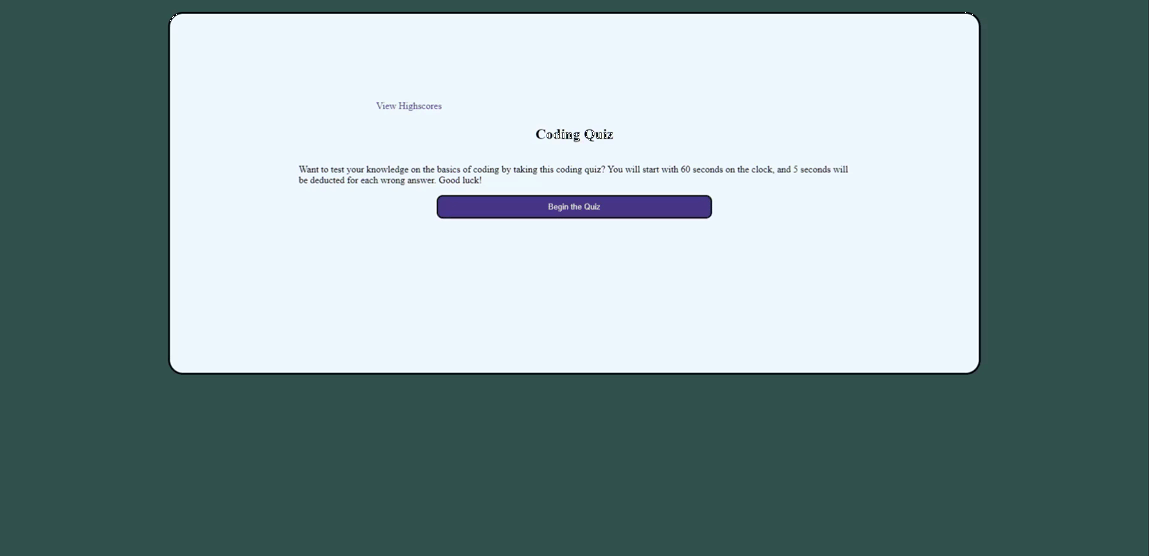 View Highscores
Coding Quiz
Want to test your knowledge on the basics of coding by taking this coding quiz? You will start with 60 seconds on the clock, and 5 seconds will
be deducted for each wrong answer. Good luck!
Begin the Quiz